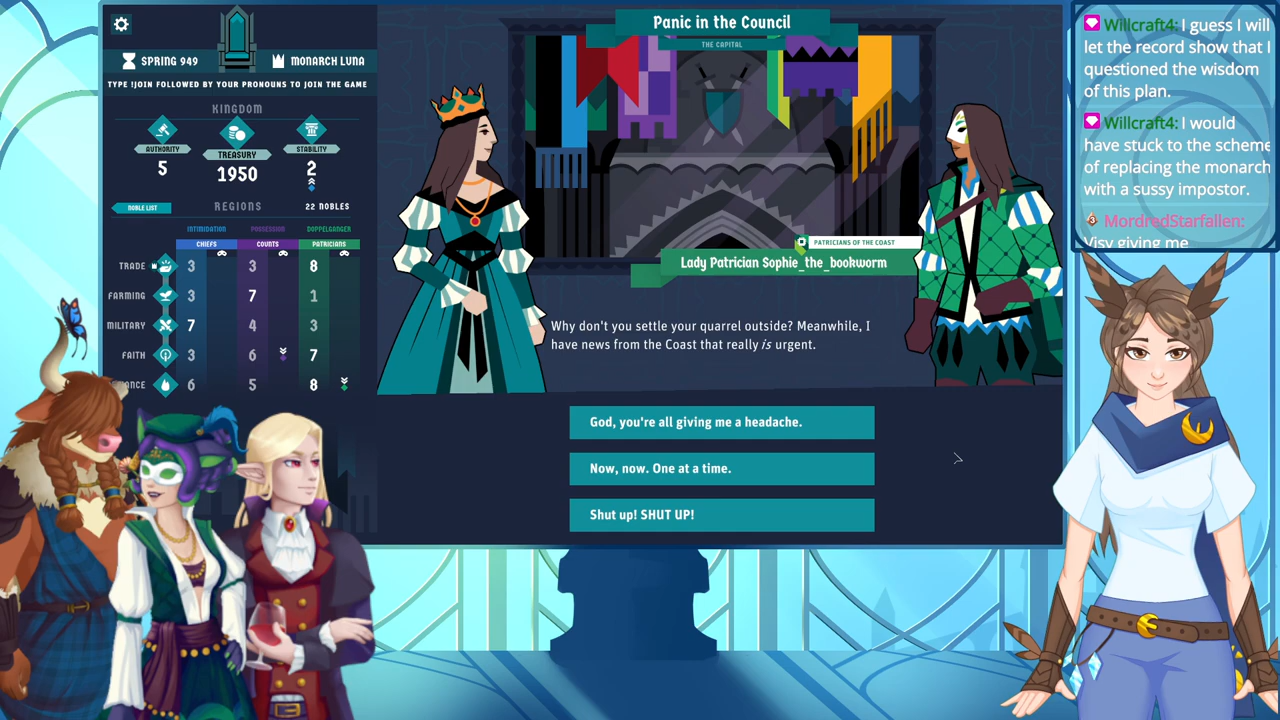 Panic in the Council
THE CAPITAL
SPRING 949
MONARCH LUNA
TYPE !JOIN FOLLOWED BY YOUR PRONOUNS TO JOIN THE GAME
KINGDOM
AUTHORITY
TREASURY
STABILITY
5
1950
2
NOBLE LIST
REGIONS
22 NOBLES
INTIMIDATION
POSSESSION
DOPPELGANGER
CHIEFS
COUNTS
PATRICIANS
TRADE 3 3 8
FARMING 3 7 1
MILITARY 7 4 3
FAITH 3 6 7
6 5 8
PATRICIANS OF THE COAST
Lady Patrician Sophie_the_bookworm
Why don't you settle your quarrel outside? Meanwhile, I
have news from the Coast that really is urgent.
God, you're all giving me a headache.
Now, now. One at a time.
Shut up! SHUT UP!
Willcraft4: I guess I will
let the record show that I
questioned the wisdom
of this plan.
Willcraft4: I would
have stuck to the scheme
of replacing the monarch
with a sussy impostor.
MordredStarfallen:
Visy giving me